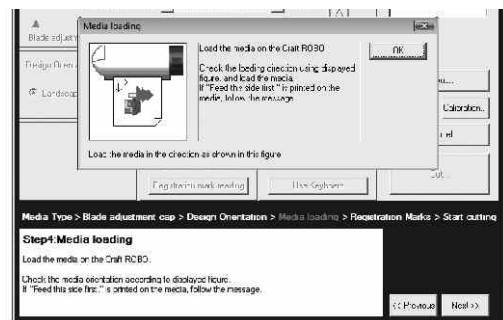 Media loading
Blade adjustm
Load the media on the Craft ROBO
OK
Check the loading direction using displayed
figure, and load the media.
If "Feed this side first." is printed on the
media, follow the message.
Landscap
Calibration..
Load the media in the direction as shown in this figure
Registration mark reading
Use Keyboard
Media Type > Blade adjustment cap > Design Orientation > Media loading > Registration Marks > Start cutting
Step4:Media loading
Load the media on the Craft ROBO.
Check the media orientation according to displayed figure.
If "Feed this side first." is printed on the media, follow the message.
<< Previous
Next >>